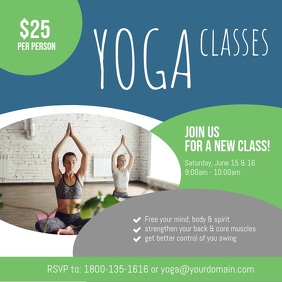 $25
PER PERSON
YOGA CLASSES
JOIN US
FOR A NEW CLASS!
Saturday, June 15 & 16
9:00am - 10:00am
Free your mind, body & spirit
strengthen your back & core muscles
get better control of you swing
RSVP to: 1800-135-1616 or yoga@yourdomain.com